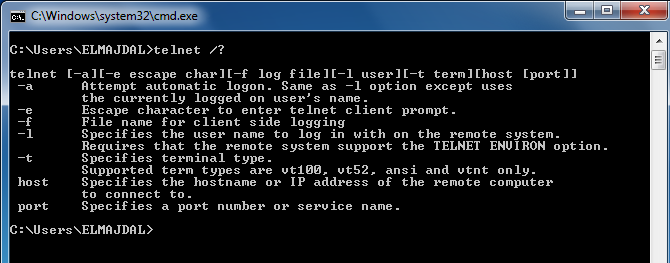 C:\Windows\system32\cmd.exe
C:\Users\ELMAJDAL>telnet /?
telnet [-a][-e escape char][-f log file][-l user][-t term][host [port]]
-a Attempt automatic logon. Same as -l option except uses
the currently logged on user's name.
-e Escape character to enter telnet client prompt.
-f File name for client side logging
-l Specifies the user name to log in with on the remote system.
Requires that the remote system support the TELNET ENVIRON option.
-t Specifies terminal type.
Supported term types are vt100, vt52, ansi and vtnt only.
host Specifies the hostname or IP address of the remote computer
to connect to.
port Specifies a port number or service name.
C:\Users\ELMAJDAL>